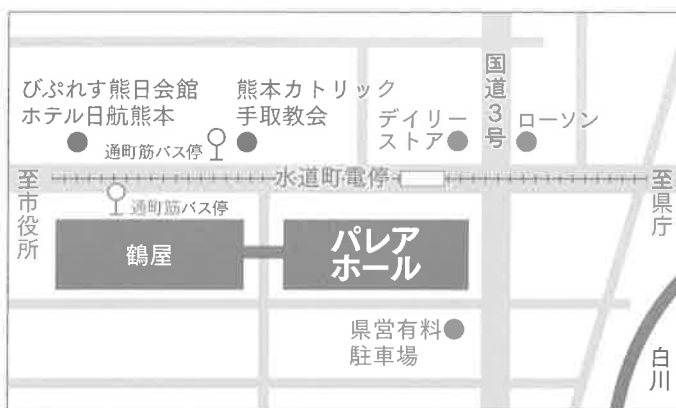 びぷれす熊日会館
ホテル日航熊本
熊本カトリック
手取教会
通町筋バス停
デイリー
ストア
国道3号
ローソン
至市役所
水道町電停
至県庁
通町筋バス停
鶴屋
パレア
ホール
県営有料
駐車場
白川